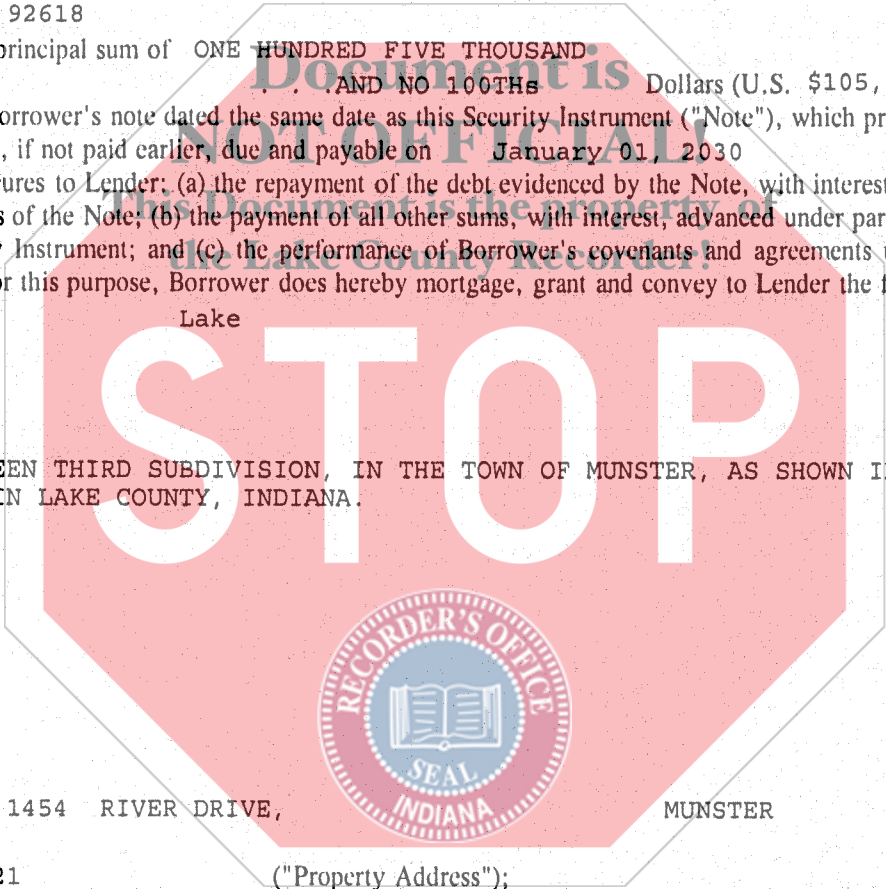 92618
principal sum of ONE HUNDRED FIVE THOUSAND
Document is
. . .AND NO 100THs Dollars (U.S. $105,
orrower's note dated the same date as this Security Instrument ("Note"), which pr
NOT OFFICIAL!
, if not paid earlier, due and payable on January 01, 2030
ures to Lender: (a) the repayment of the debt evidenced by the Note, with interest
This Document is the property of
s of the Note; (b) the payment of all other sums, with interest, advanced under par
the Lake County Recorder!
Instrument; and (c) the performance of Borrower's covenants and agreements
r this purpose, Borrower does hereby mortgage, grant and convey to Lender the f
Lake
STOP
EEN THIRD SUBDIVISION, IN THE TOWN OF MUNSTER, AS SHOWN I
IN LAKE COUNTY, INDIANA.
RECORDER'S OFFICE
SEAL
INDIANA
1454 RIVER DRIVE, MUNSTER
21 ("Property Address");